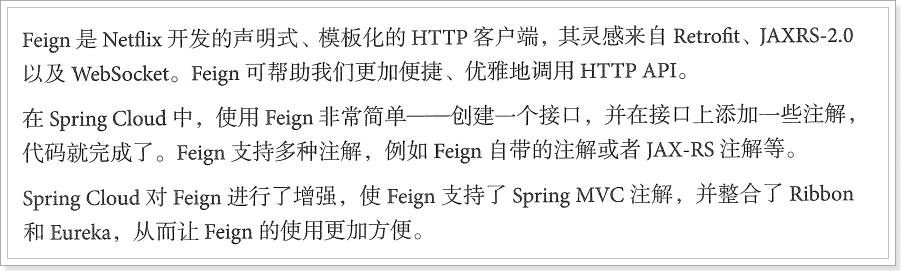 Feign 是 Netflix 开发的声明式、模板化的 HTTP 客户端，其灵感来自 Retrofit、JAXRS-2.0
以及 WebSocket。Feign 可帮助我们更加便捷、优雅地调用 HTTP API。
在 Spring Cloud 中，使用 Feign 非常简单——创建一个接口，并在接口上添加一些注解，
代码就完成了。Feign 支持多种注解，例如 Feign 自带的注解或者 JAX-RS 注解等。
Spring Cloud 对 Feign 进行了增强，使 Feign 支持了 Spring MVC 注解，并整合了 Ribbon
和 Eureka，从而让 Feign 的使用更加方便。